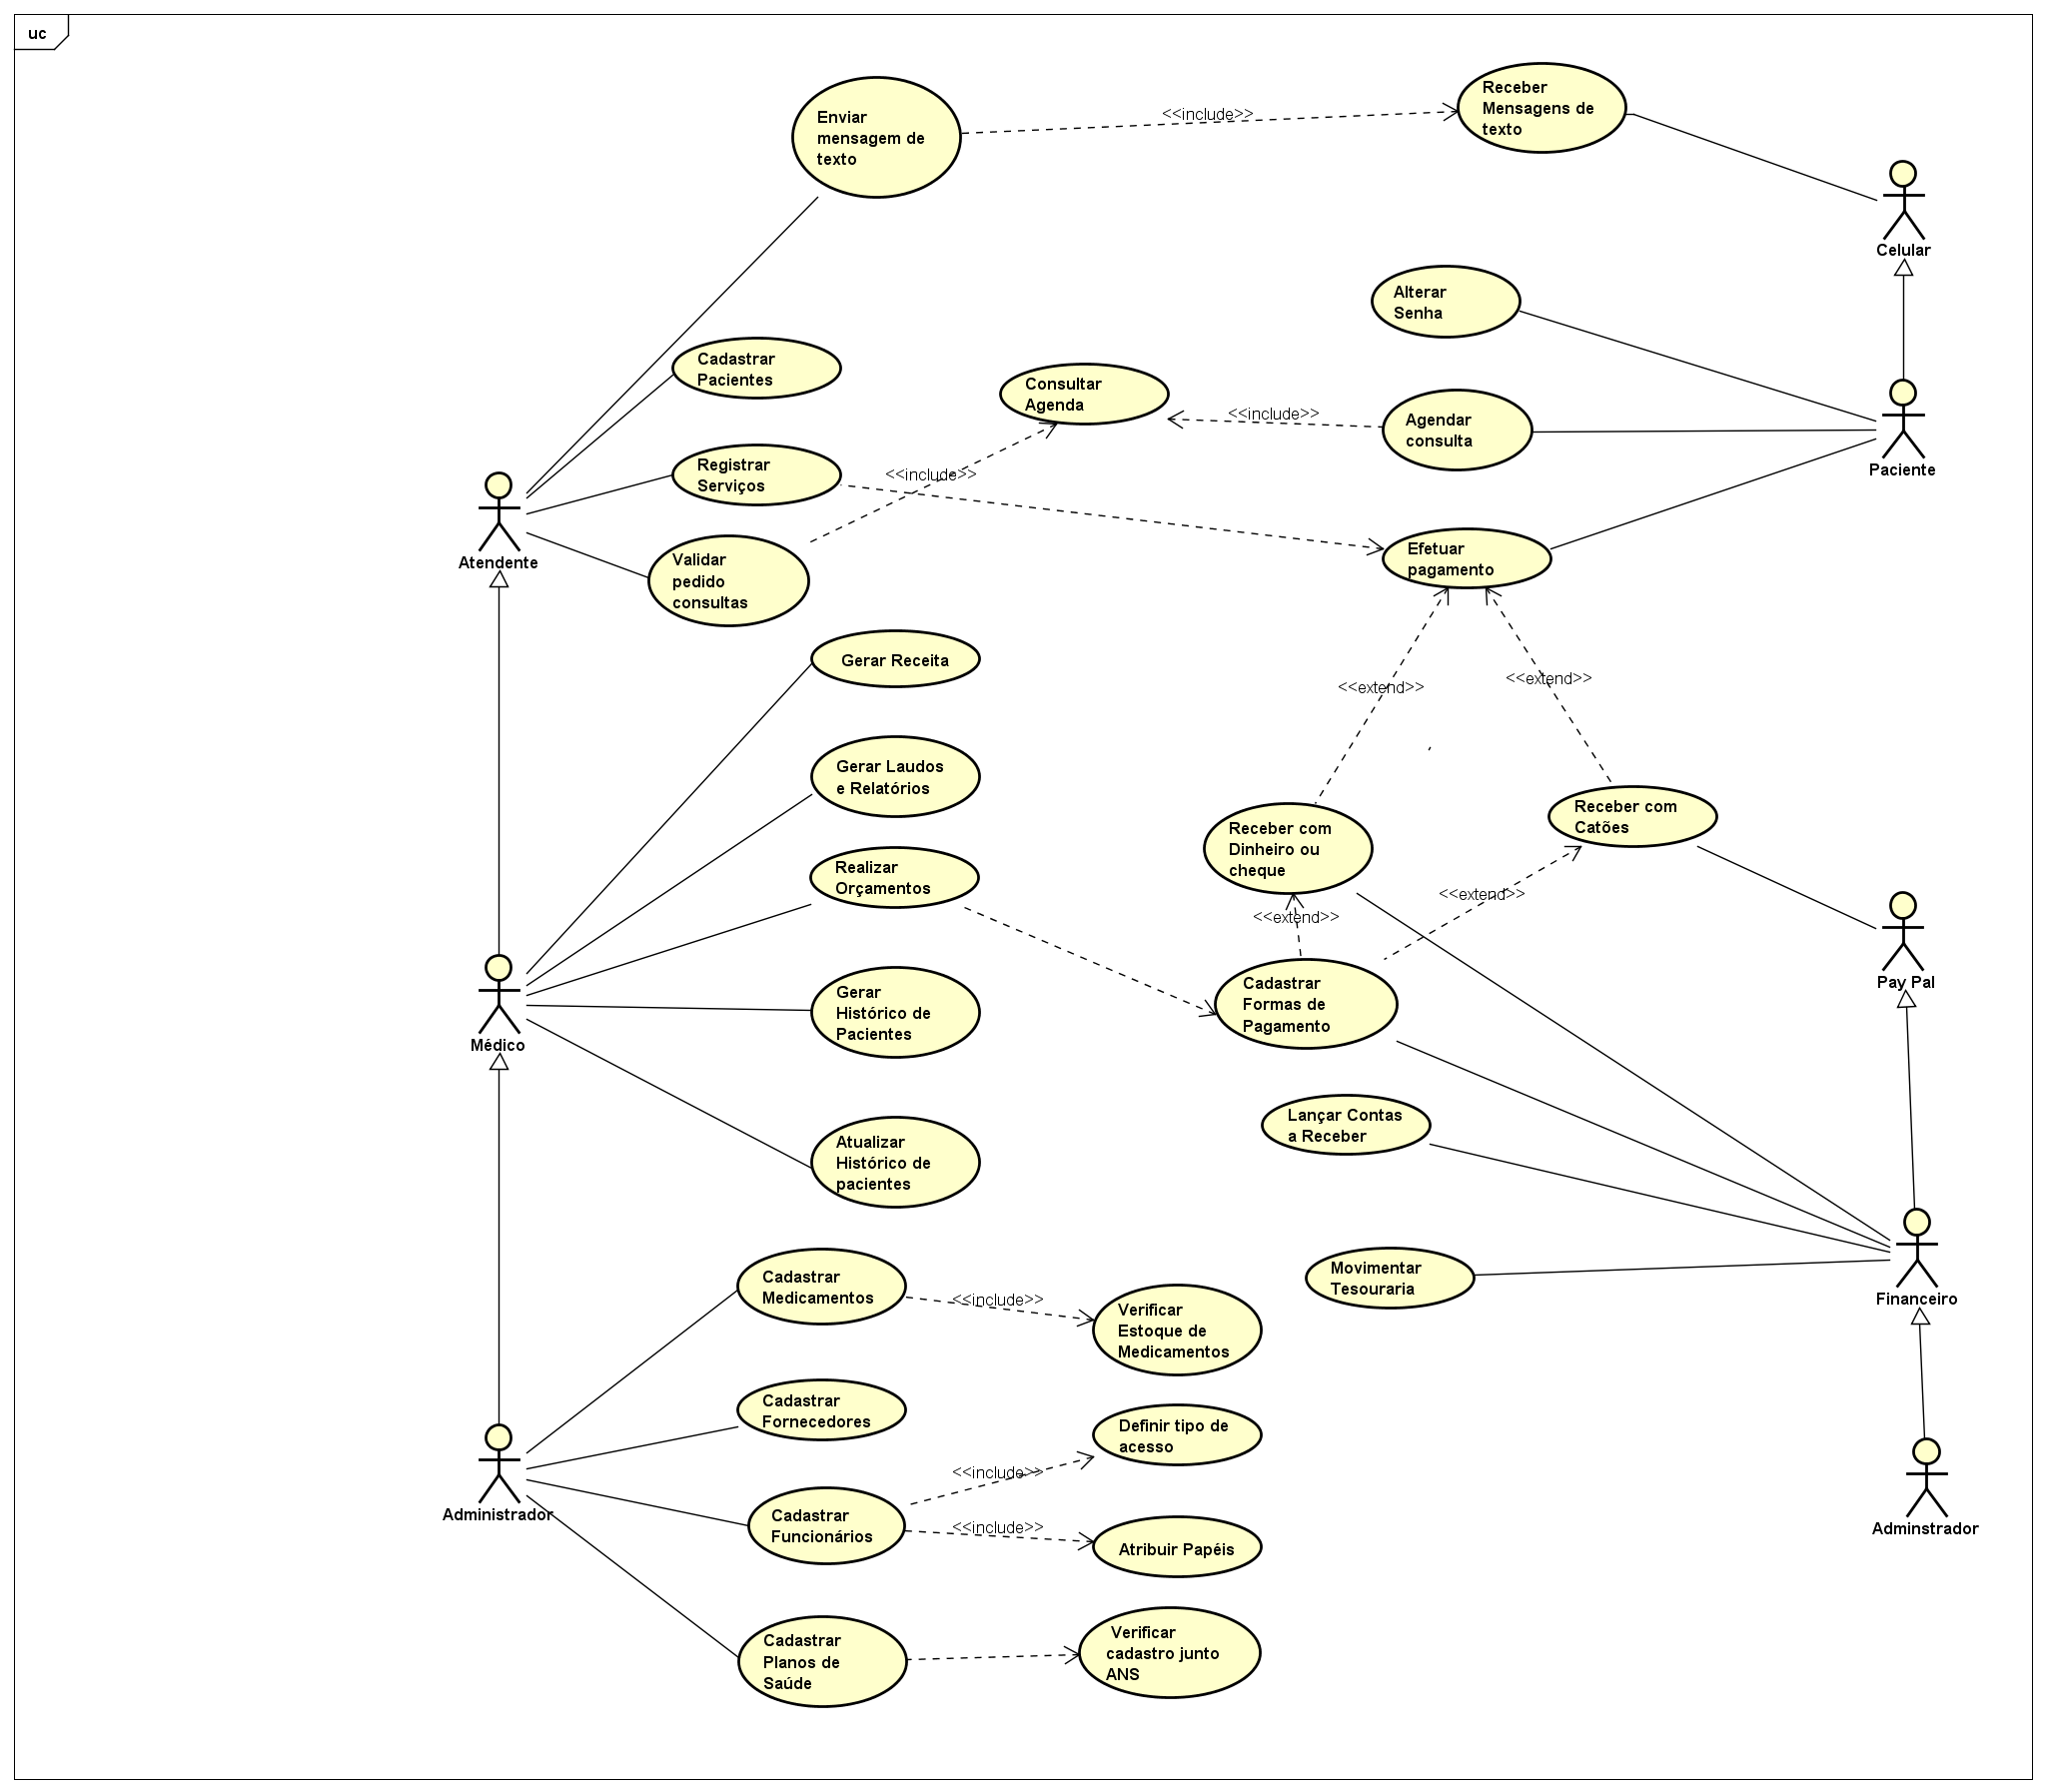 uc
Enviar
mensagem de
texto
<<include>>
Receber
Mensagens de
texto
Celular
Alterar
Senha
Cadastrar
Pacientes
Consultar
Agenda
<<include>>
Agendar
consulta
Paciente
Registrar
Serviços
<<include>>
Atendente
Validar
pedido
consultas
Efetuar
pagamento
Gerar Receita
<<extend>>
<<extend>>
Gerar Laudos
e Relatórios
Receber com
Dinheiro ou
cheque
Receber com
Catões
Realizar
Orçamentos
<<extend>>
<<extend>>
Pay Pal
Médico
Gerar
Histórico de
Pacientes
Cadastrar
Formas de
Pagamento
Lançar Contas
a Receber
Atualizar
Histórico de
pacientes
Movimentar
Tesouraria
Financeiro
Cadastrar
Medicamentos
<<include>>
Verificar
Estoque de
Medicamentos
Cadastrar
Fornecedores
Definir tipo de
acesso
<<include>>
Administrador
Cadastrar
Funcionários
<<include>>
Atribuir Papéis
Adminstrador
Cadastrar
Planos de
Saúde
Verificar
cadastro junto
ANS